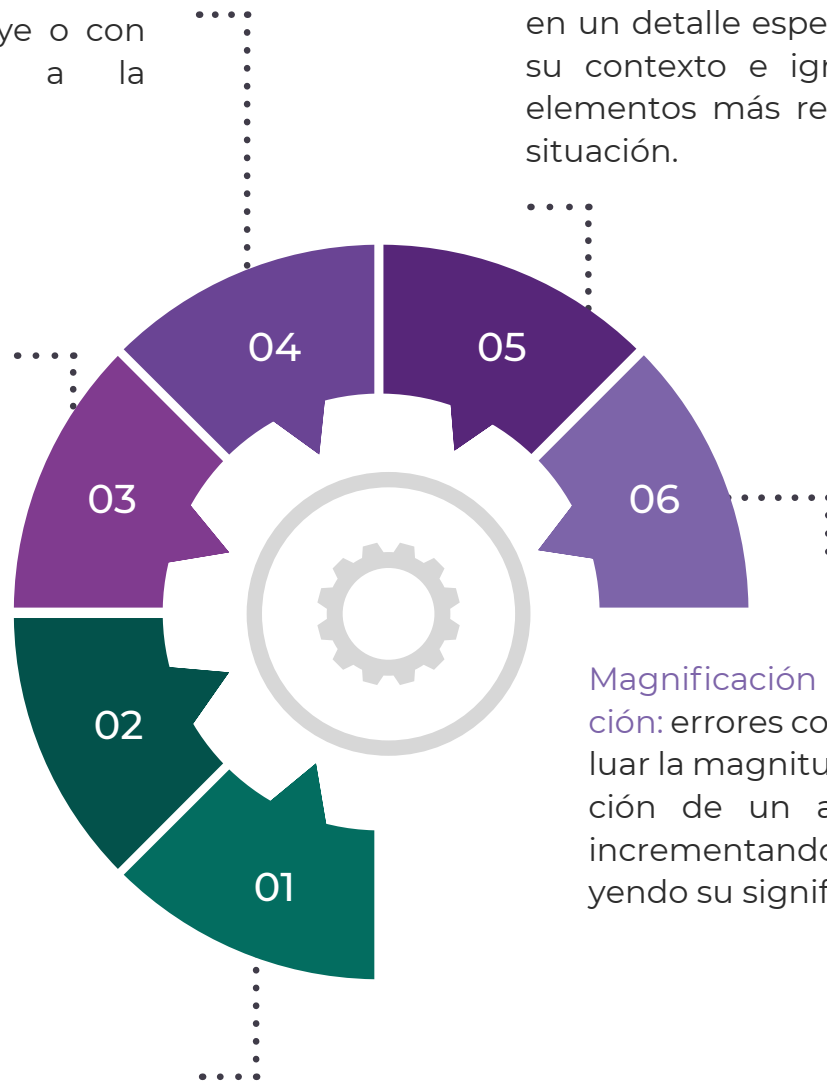 ye o con
a la
en un detalle espe
su contexto e ig
elementos más re
situación.
04
05
03
06
02
01
Magnificación
ción: errores co
luar la magnitu
ción de un a
incrementando
yendo su signif